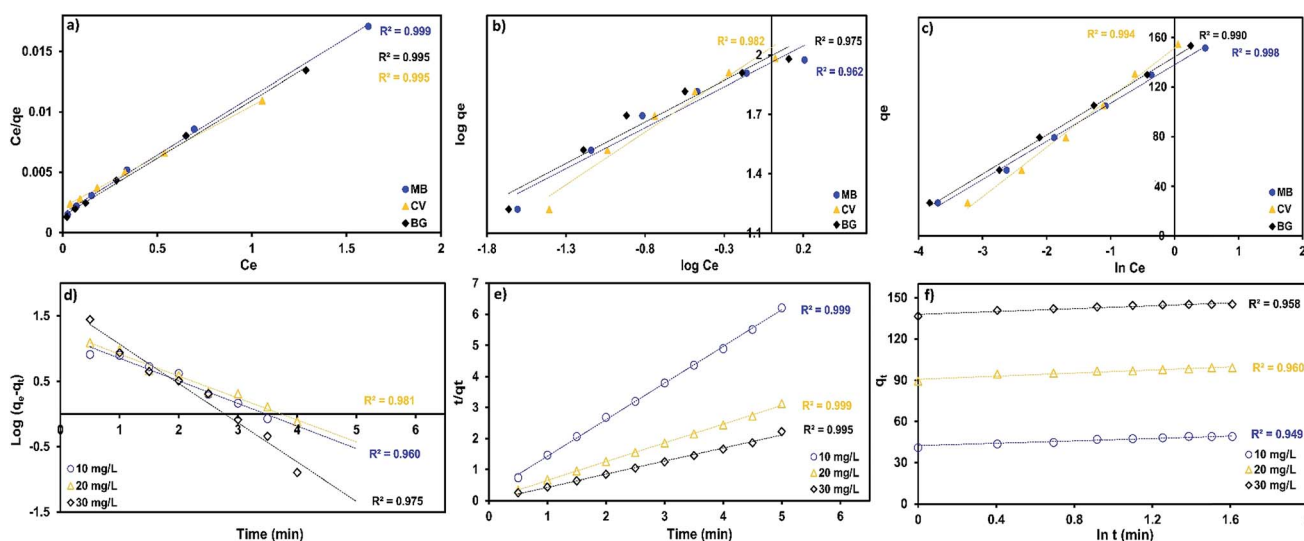 a)
R² = 0.999
R² = 0.995
R² = 0.995
0.015
0.01
0.005
0
Ce/qe
MB
CV
BG
0 0.5 1 1.5 2
Ce
b)
R² = 0.982
R² = 0.975
R² = 0.962
2
1.7
1.4
1.1
log qe
MB
CV
BG
-1.8 -1.3 -0.8 -0.3 0.2
log Ce
c)
R² = 0.994
R² = 0.990
R² = 0.998
160
120
80
40
0
qe
MB
CV
BG
-4 -3 -2 -1 0 1 2
ln Ce
d)
1.5
0.5
-0.5
-1.5
Log (qe-qt)
0 1 2 3 4 5 6
R² = 0.981
R² = 0.960
R² = 0.975
10 mg/L
20 mg/L
30 mg/L
Time (min)
e)
7
6
5
4
3
2
1
0
t/qt
R² = 0.999
R² = 0.999
R² = 0.995
10 mg/L
20 mg/L
30 mg/L
0 1 2 3 4 5 6
Time (min)
f)
150
120
90
60
30
0
qt
R² = 0.958
R² = 0.960
R² = 0.949
10 mg/L
20 mg/L
30 mg/L
0 0.4 0.8 1.2 1.6
ln t (min)